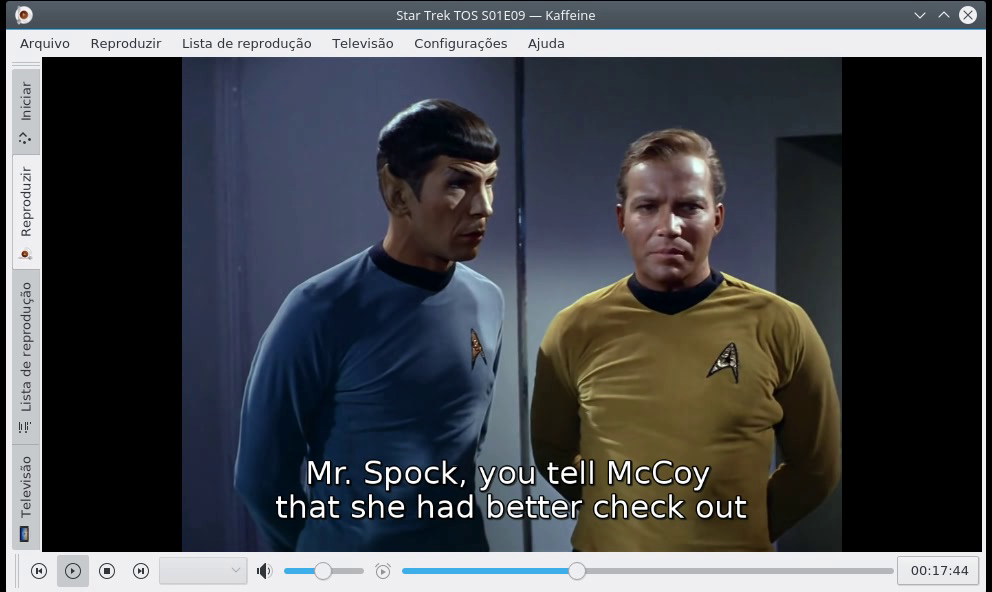 Star Trek TOS S01E09 — Kaffeine
Arquivo Reproduzir Lista de reprodução Televisão Configurações Ajuda
Iniciar
Reproduzir
Lista de reprodução
Televisão
Mr. Spock, you tell McCoy
that she had better check out
00:17:44